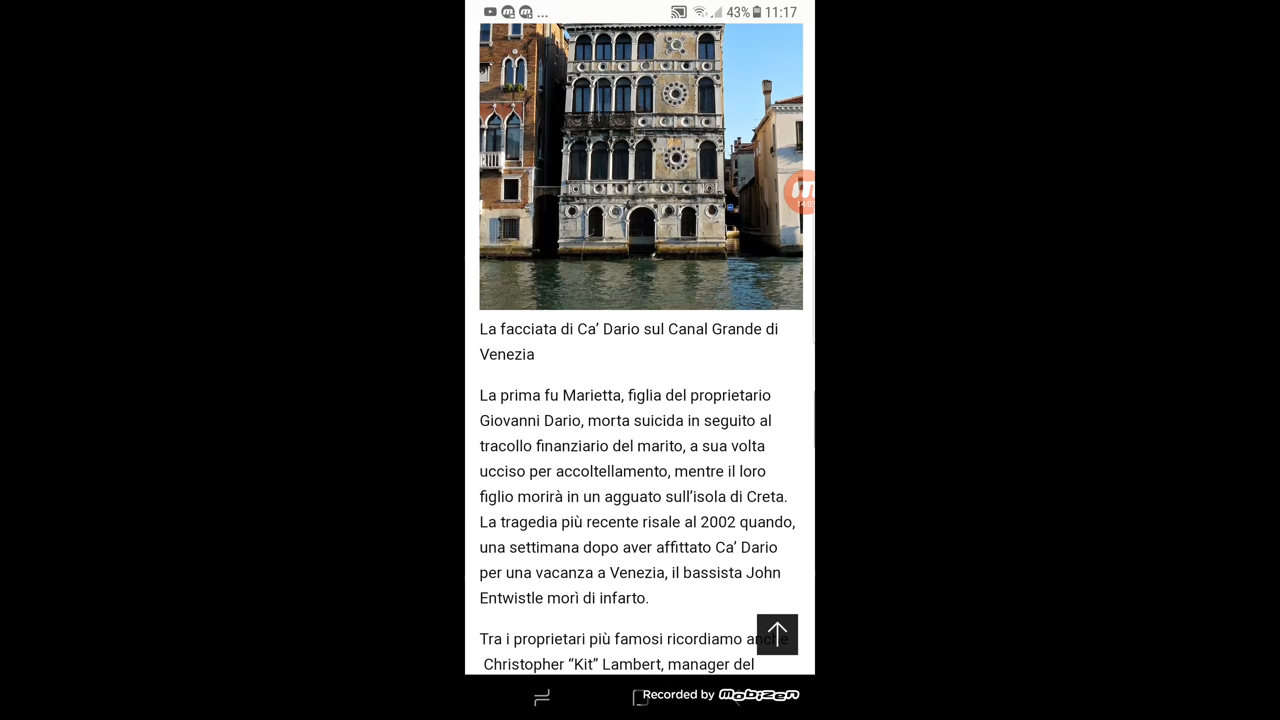 ... 43% 11:17
14:07
La facciata di Ca’ Dario sul Canal Grande di
Venezia
La prima fu Marietta, figlia del proprietario
Giovanni Dario, morta suicida in seguito al
tracollo finanziario del marito, a sua volta
ucciso per accoltellamento, mentre il loro
figlio morirà in un agguato sull’isola di Creta.
La tragedia più recente risale al 2002 quando,
una settimana dopo aver affittato Ca’ Dario
per una vacanza a Venezia, il bassista John
Entwistle morì di infarto.
Tra i proprietari più famosi ricordiamo anche
Christopher “Kit” Lambert, manager del
Recorded by mobizen